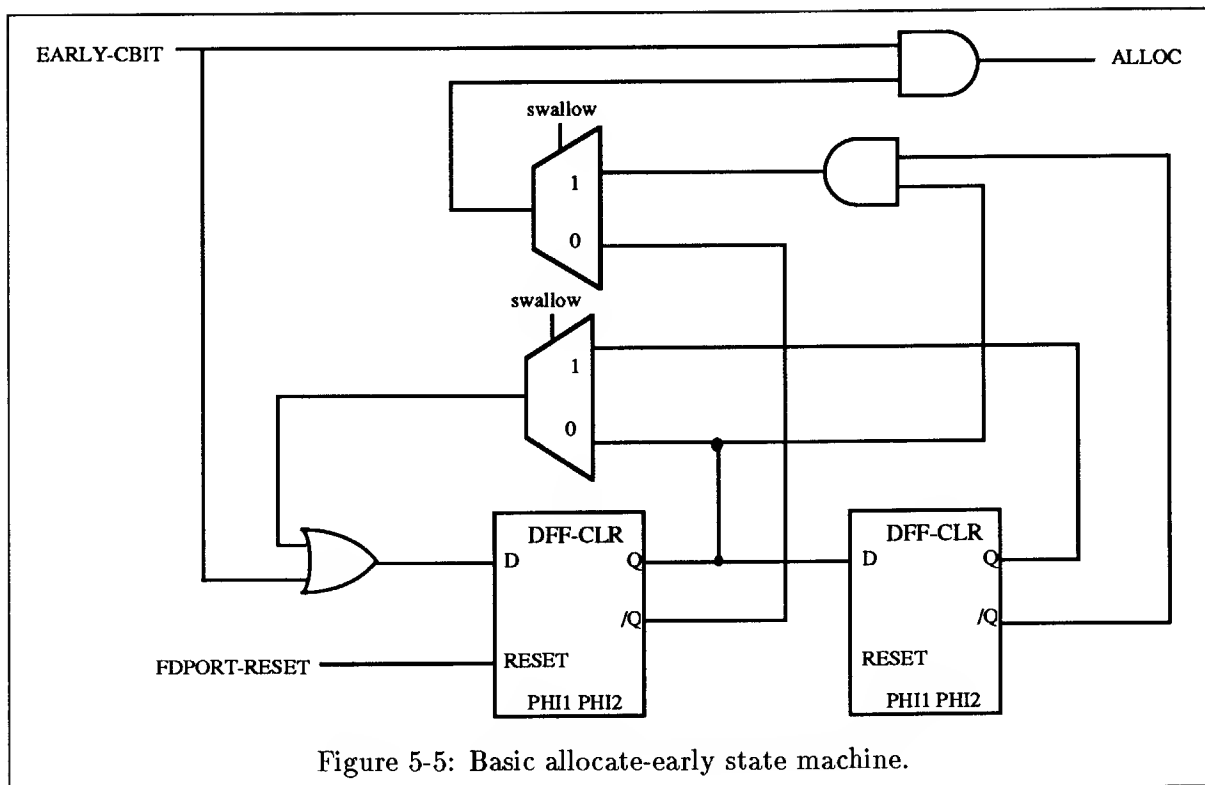 EARLY-CBIT
ALLOC
swallow
1
0
swallow
1
0
DFF-CLR
D
Q
/Q
RESET
PHI1 PHI2
DFF-CLR
D
Q
/Q
RESET
PHI1 PHI2
FDPORT-RESET
Figure 5-5: Basic allocate-early state machine.